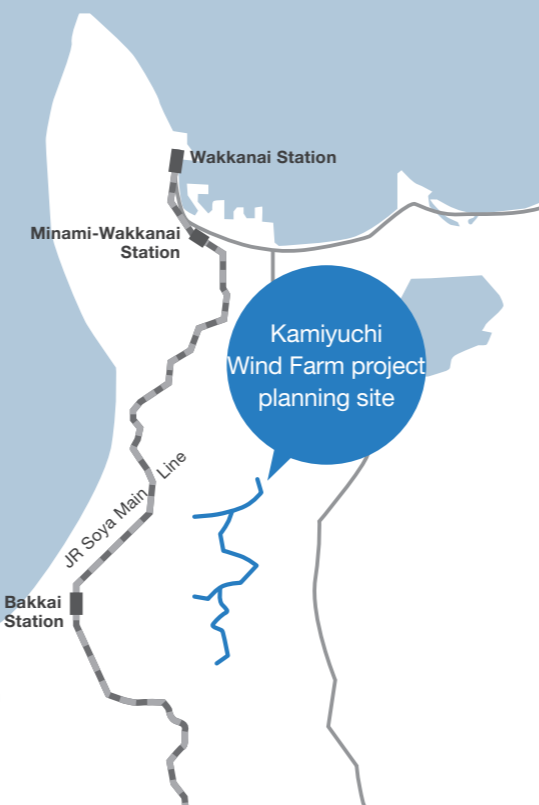 Wakkanai Station
Minami-Wakkanai
Station
Kamiyuchi
Wind Farm project
planning site
JR Soya Main Line
Bakkai
Station